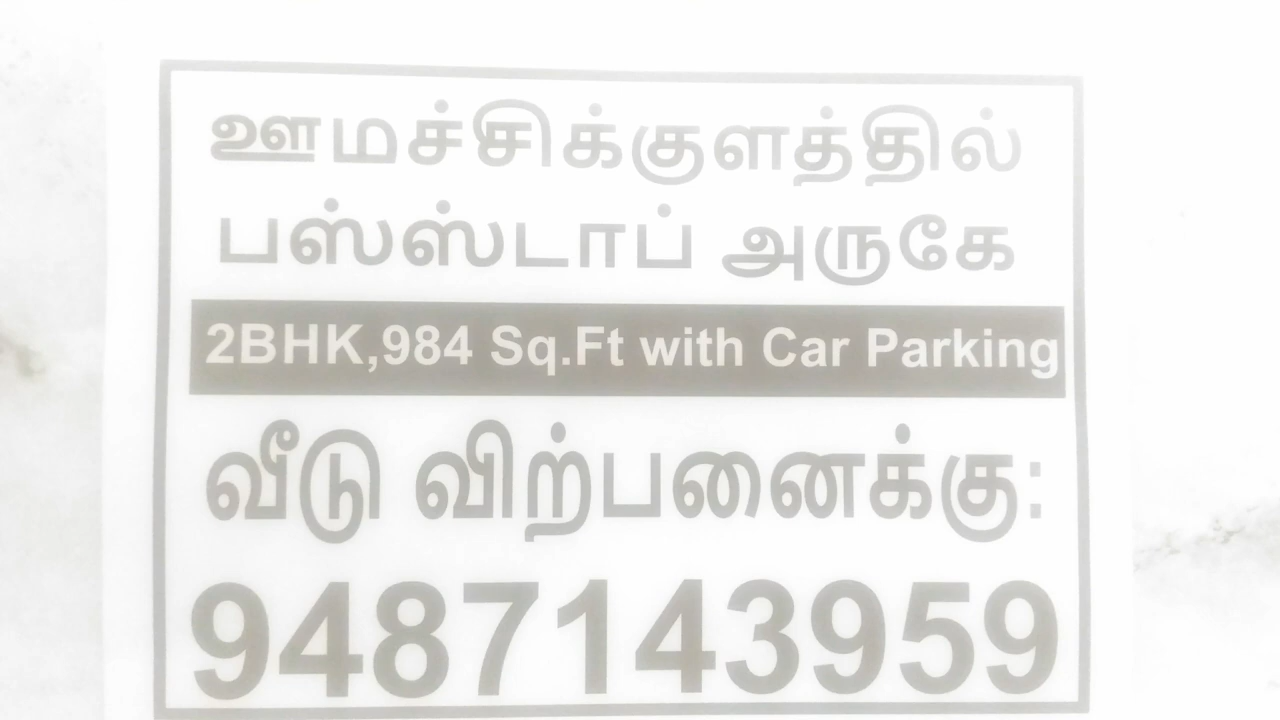 ஊமச்சிக்குளத்தில்
பஸ்ஸ்டாப் அருகே
2BHK,984 Sq.Ft with Car Parking
வீடு விற்பனைக்கு:
9487143959